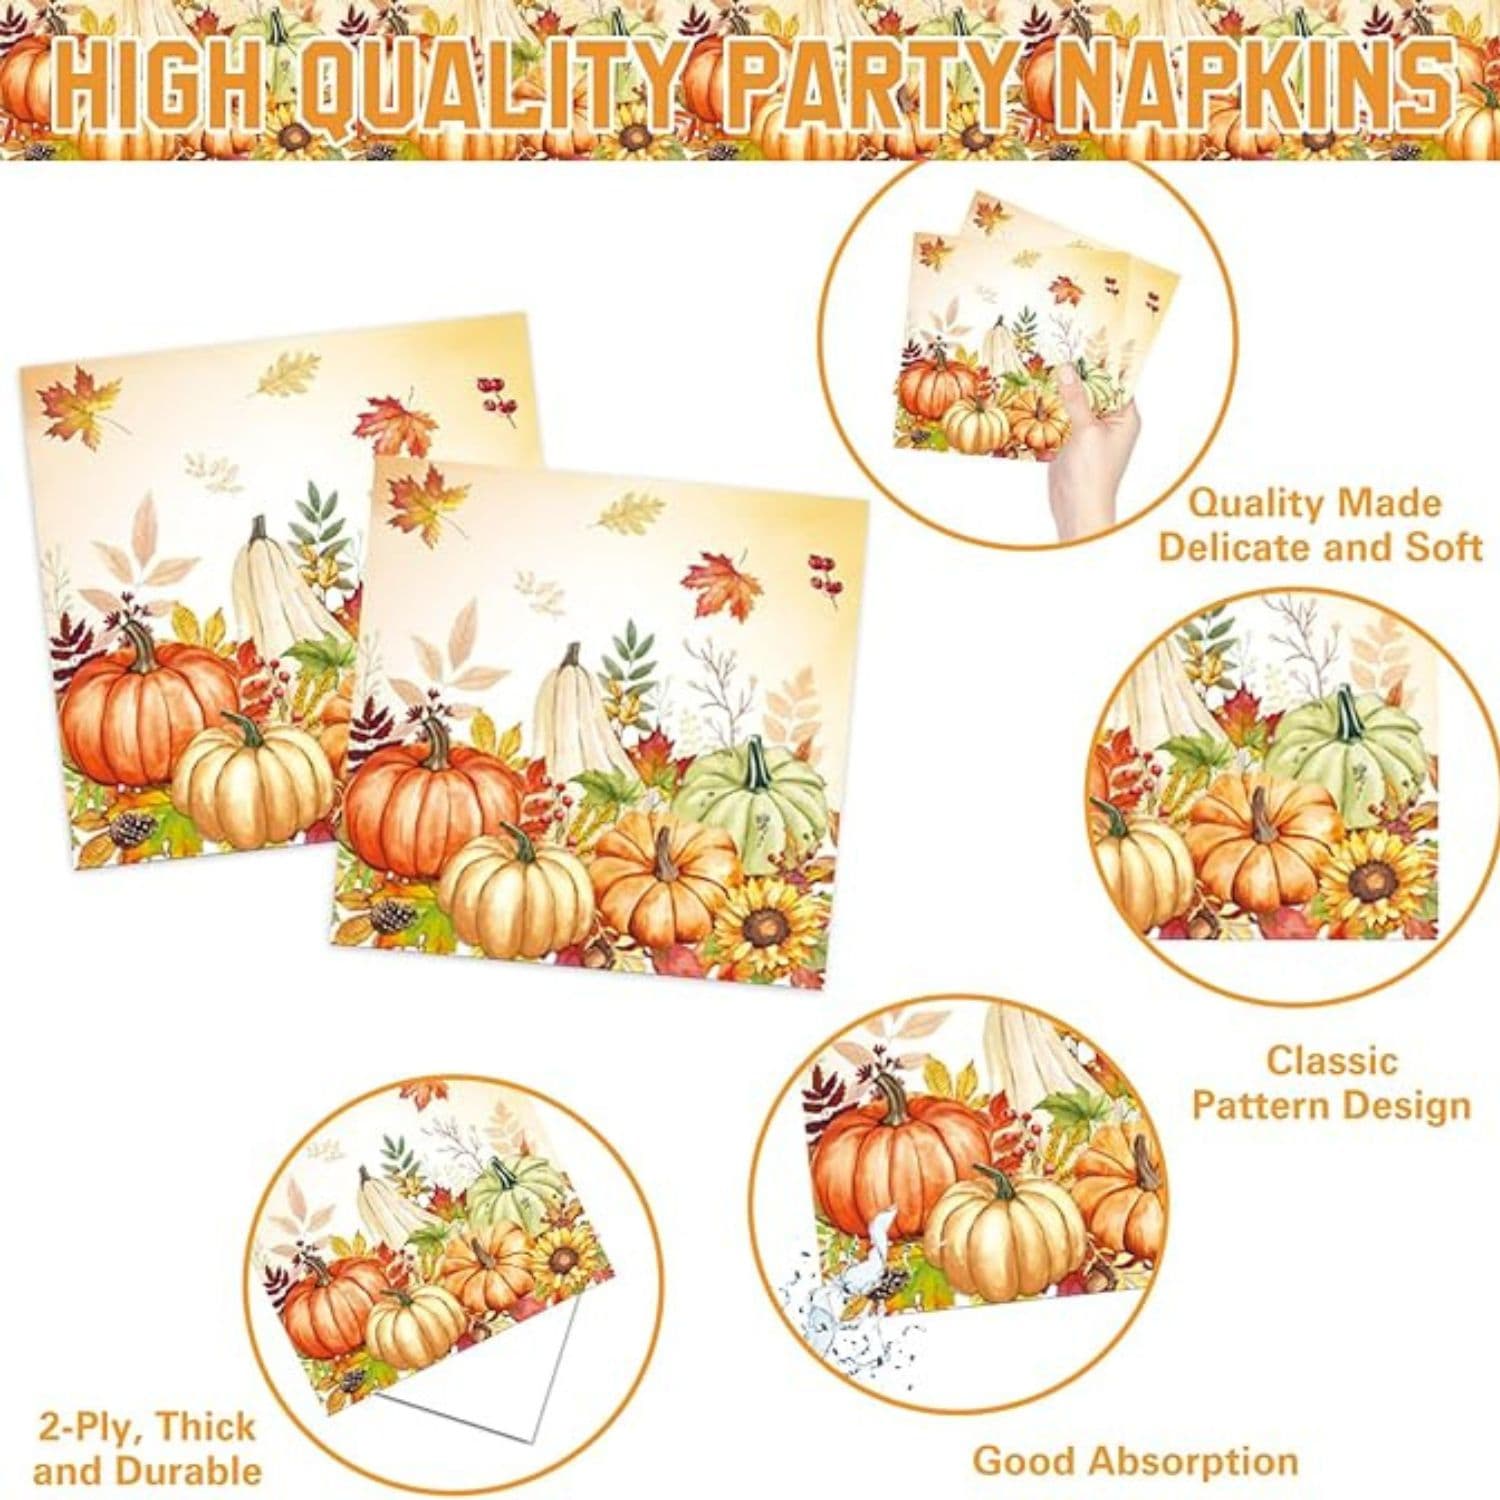 HIGH QUALITY PARTY NAPKINS
Quality Made
Delicate and Soft
Classic
Pattern Design
2-Ply, Thick
and Durable
Good Absorption